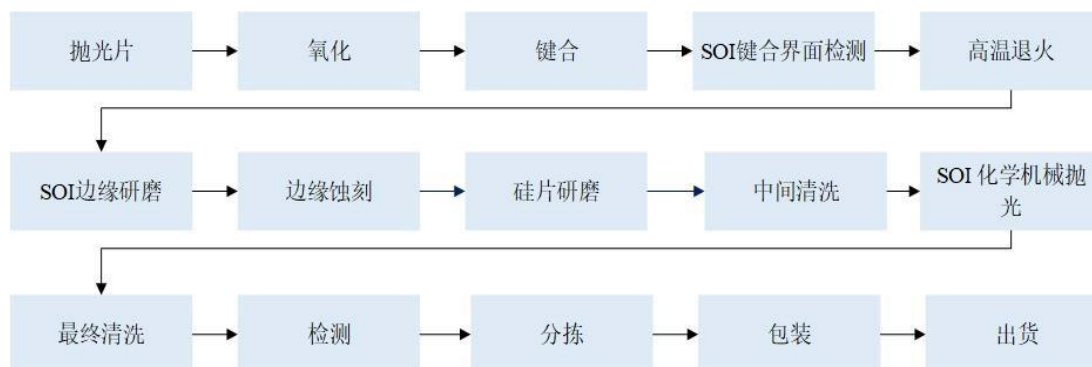 抛光片
氧化
键合
SOI键合界面检测
高温退火
SOI边缘研磨
边缘蚀刻
硅片研磨
中间清洗
SOI 化学机械抛
光
最终清洗
检测
分拣
包装
出货